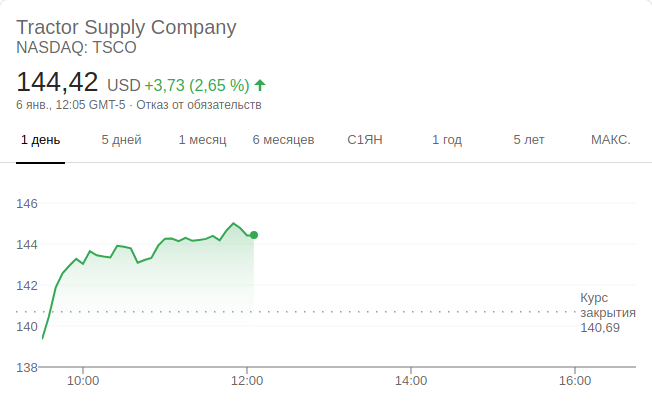 Tractor Supply Company
NASDAQ: TSCO
144,42 USD +3,73 (2,65 %)
6 янв., 12:05 GMT-5 · Отказ от обязательств
1 день 5 дней 1 месяц 6 месяцев С1ЯН 1 год 5 лет МАКС.
146
144
142
Курс
закрытия
140,69
140
138
10:00 12:00 14:00 16:00